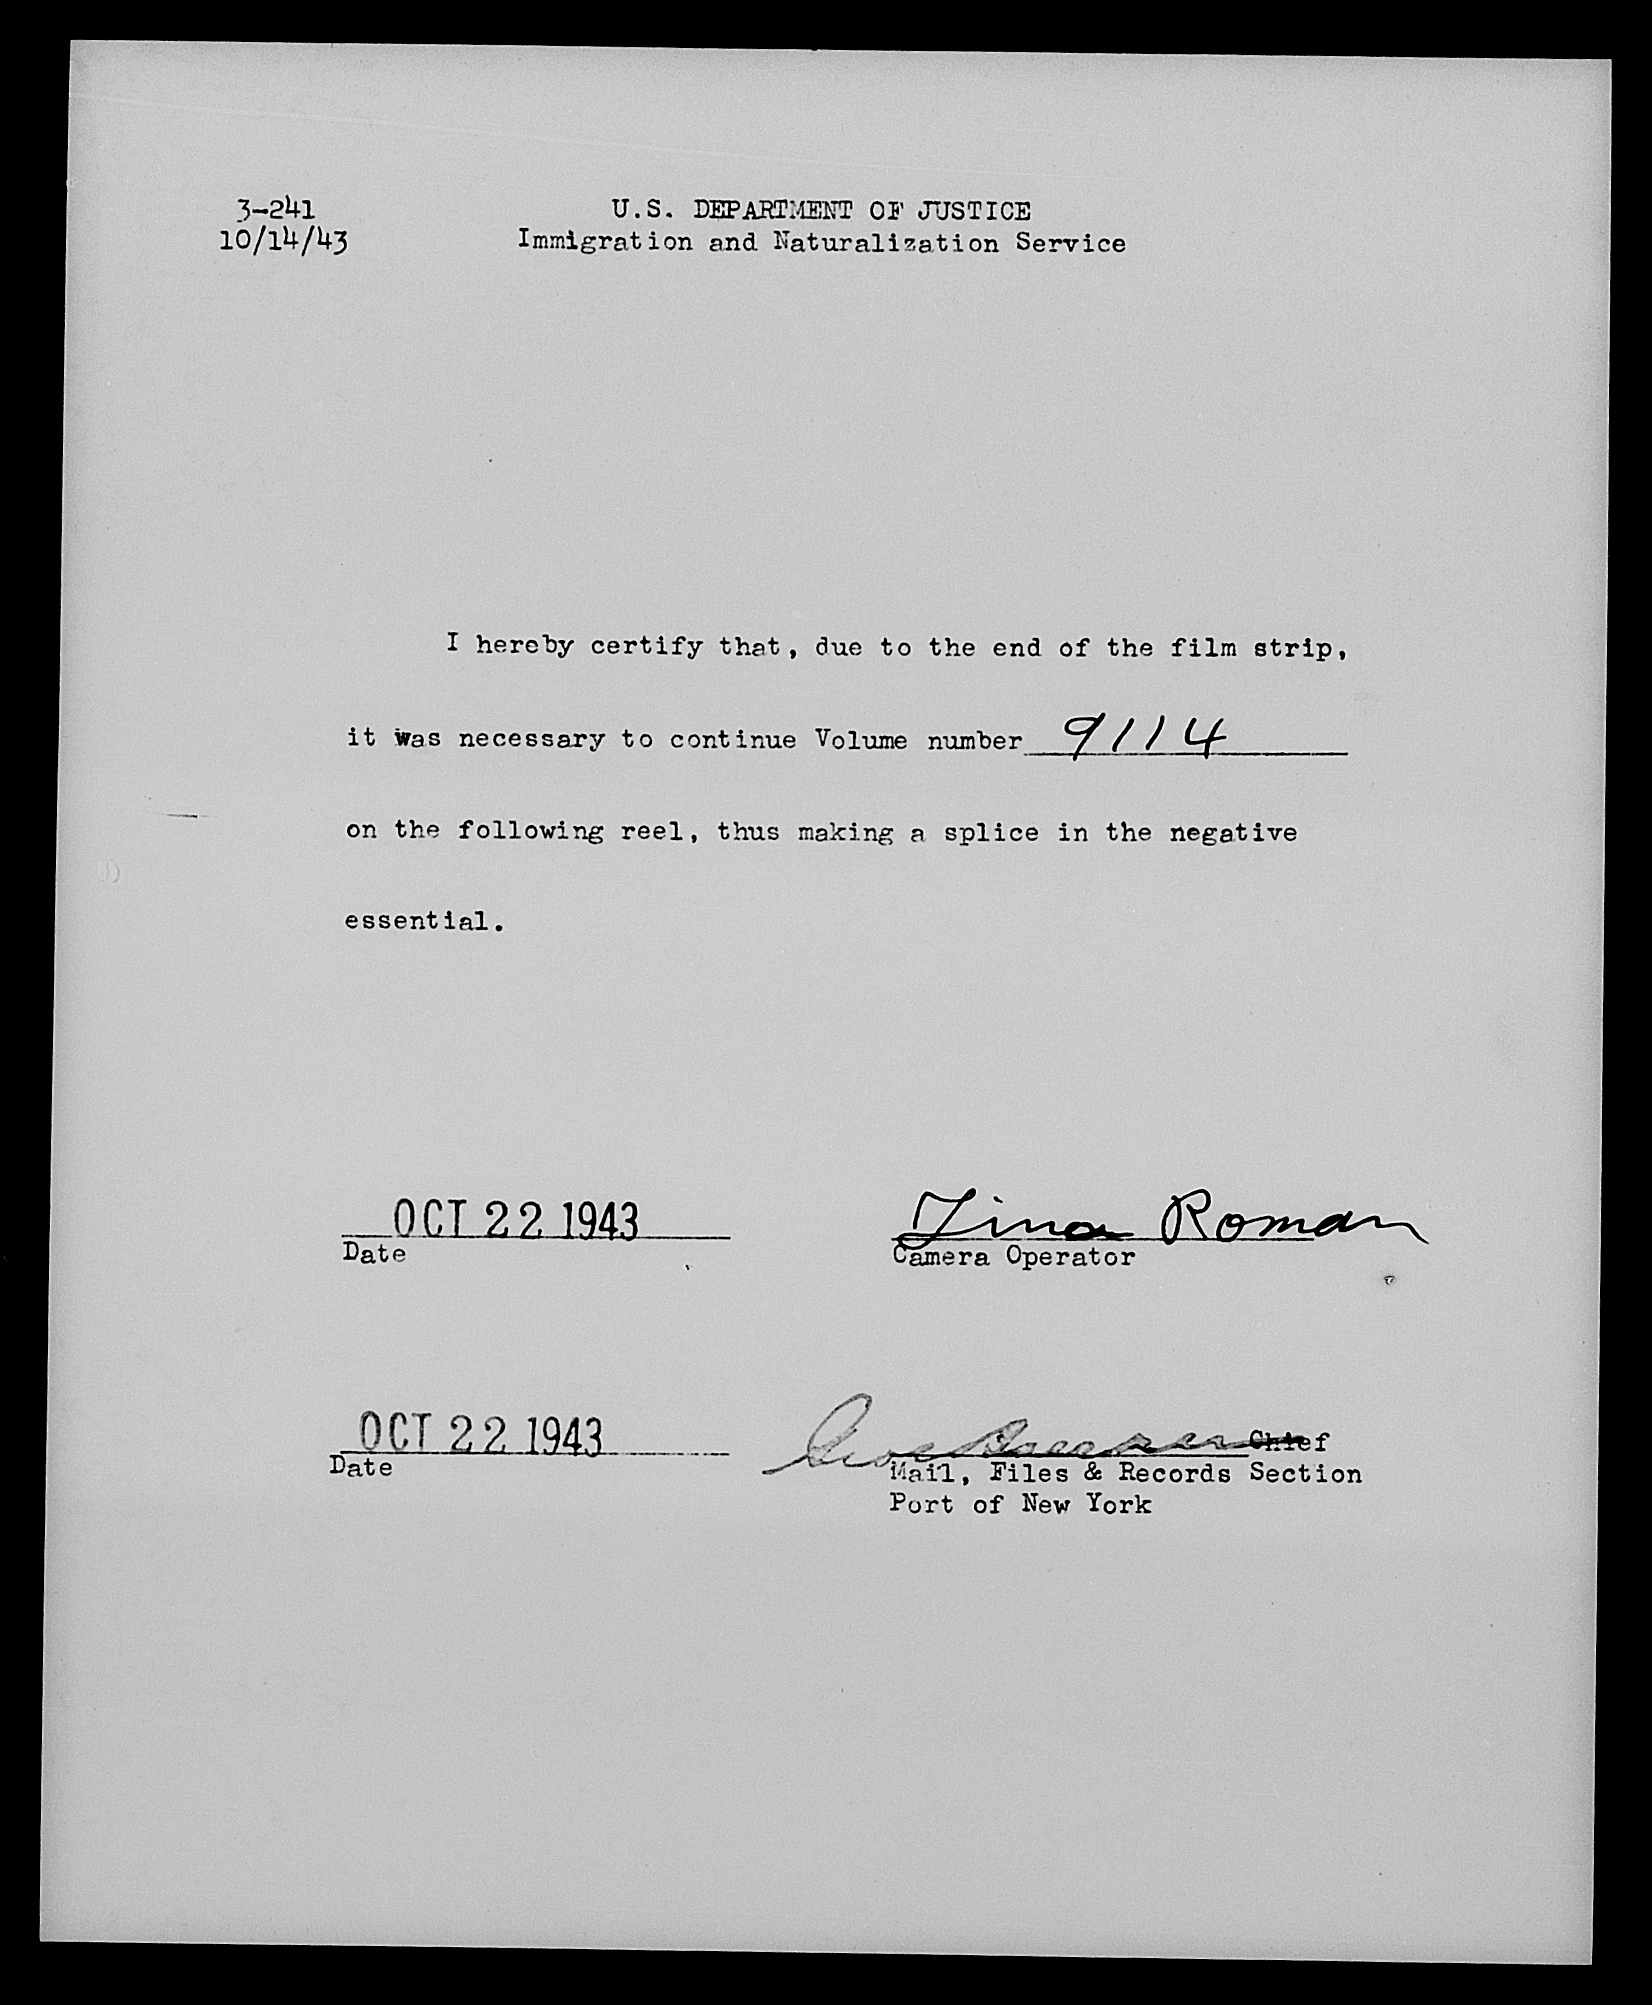 3-241
10/14/43
U.S. DEPARTMENT OF JUSTICE
Immigration and Naturalization Service
I hereby certify that, due to the end of the film strip,
it was necessary to continue Volume number 9114
on the following reel, thus making a splice in the negative
essential.
OCT 22 1943
Date
Tina Roman
Camera Operator
OCT 22 1943
Date
Chief
Mail, Files & Records Section
Port of New York